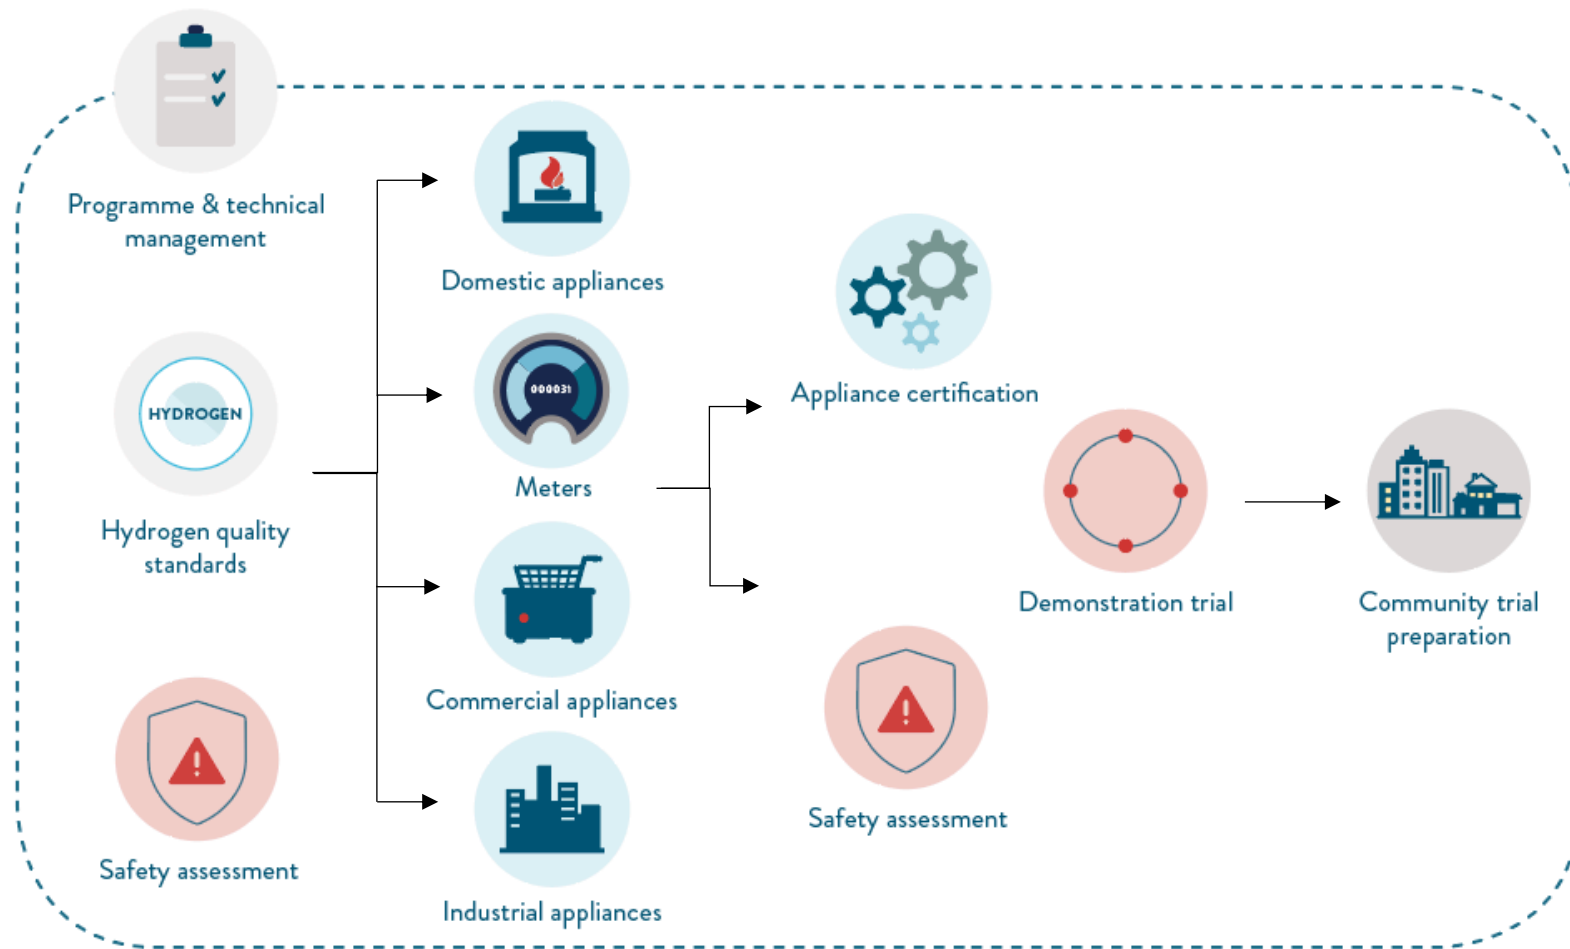 Programme & technical
management
HYDROGEN
Hydrogen quality
standards
Safety assessment
Domestic appliances
000031
Meters
Commercial appliances
Industrial appliances
Appliance certification
Safety assessment
Demonstration trial
Community trial
preparation